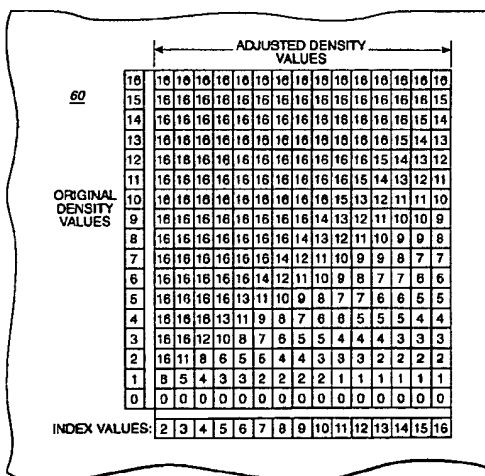 ADJUSTED DENSITY
VALUES
60
ORIGINAL
DENSITY
VALUES
16 16 16 16 16 16 16 16 16 16 16 16 16 16 16 16
15 16 16 16 16 16 16 16 16 16 16 16 16 16 16 15
14 16 16 16 16 16 16 16 16 16 16 16 16 16 15 14
13 16 16 16 16 16 16 16 16 16 16 16 16 15 14 13
12 16 16 16 16 16 16 16 16 16 16 16 15 14 13 12
11 16 16 16 16 16 16 16 16 16 16 15 14 13 12 11
10 16 16 16 16 16 16 16 16 16 15 13 12 11 11 10
9 16 16 16 16 16 16 16 16 14 13 12 11 10 10 9
8 16 16 16 16 16 16 16 14 13 12 11 10 9 9 8
7 16 16 16 16 16 16 14 12 11 10 9 9 8 7 7
6 16 16 16 16 16 14 12 11 10 9 8 7 7 6 6
5 16 16 16 16 13 11 10 9 8 7 7 6 6 5 5
4 16 16 16 13 11 9 8 7 6 6 5 5 5 4 4
3 16 16 12 10 8 7 6 5 5 4 4 4 3 3 3
2 16 11 8 6 5 5 4 4 3 3 3 2 2 2 2
1 8 5 4 3 3 2 2 2 2 1 1 1 1 1 1
0 0 0 0 0 0 0 0 0 0 0 0 0 0 0 0
INDEX VALUES: 2 3 4 5 6 7 8 9 10 11 12 13 14 15 16